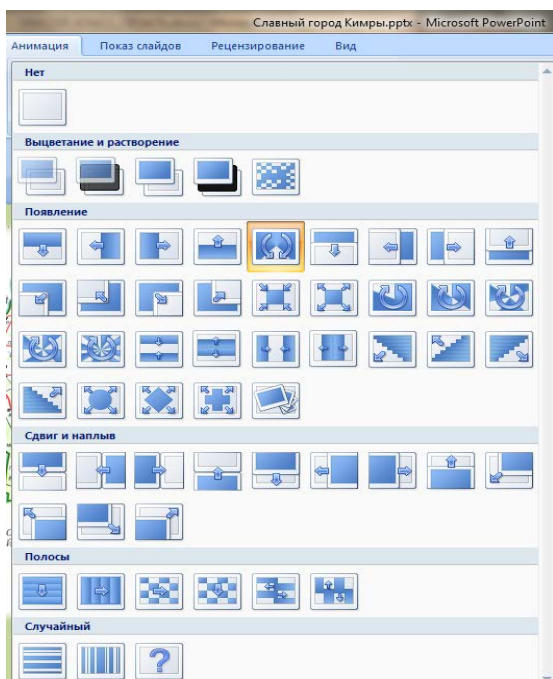 Славный город Кимры.pptx - Microsoft PowerPoint
Анимация Показ слайдов Рецензирование Вид
Нет
Выцветание и растворение
Появление
Сдвиг и наплыв
Полосы
Случайный
?